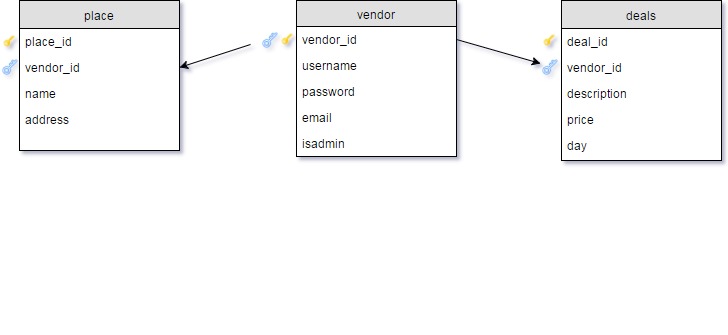 place
place_id
vendor_id
name
address
vendor
vendor_id
username
password
email
isadmin
deals
deal_id
vendor_id
description
price
day